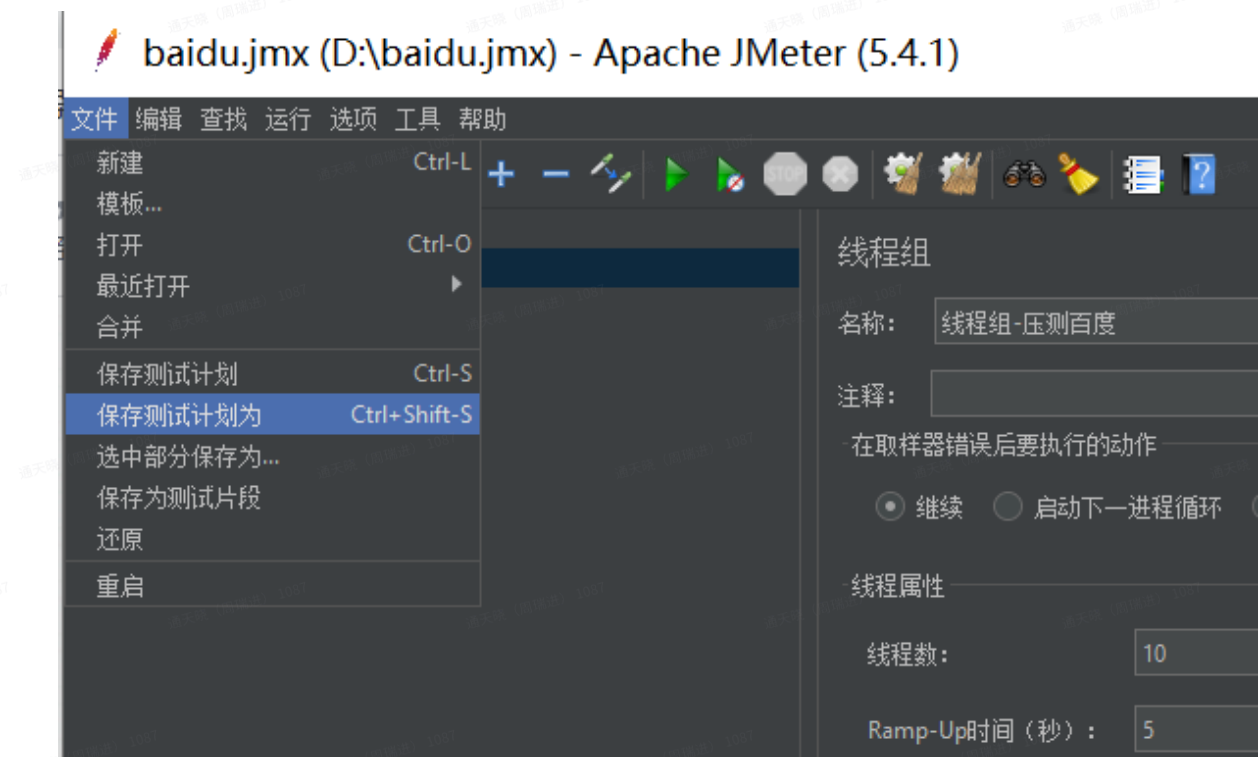 baidu.jmx (D:\baidu.jmx) - Apache JMeter (5.4.1)
文件 编辑 查找 运行 选项 工具 帮助
新建 Ctrl-L
模板...
打开 Ctrl-O
最近打开
合并
保存测试计划 Ctrl-S
保存测试计划为 Ctrl+Shift-S
选中部分保存为...
保存为测试片段
还原
重启
STOP
线程组
名称： 线程组-压测百度
注释：
在取样器错误后要执行的动作
继续 启动下一进程循环
线程属性
线程数： 10
Ramp-Up时间（秒）： 5